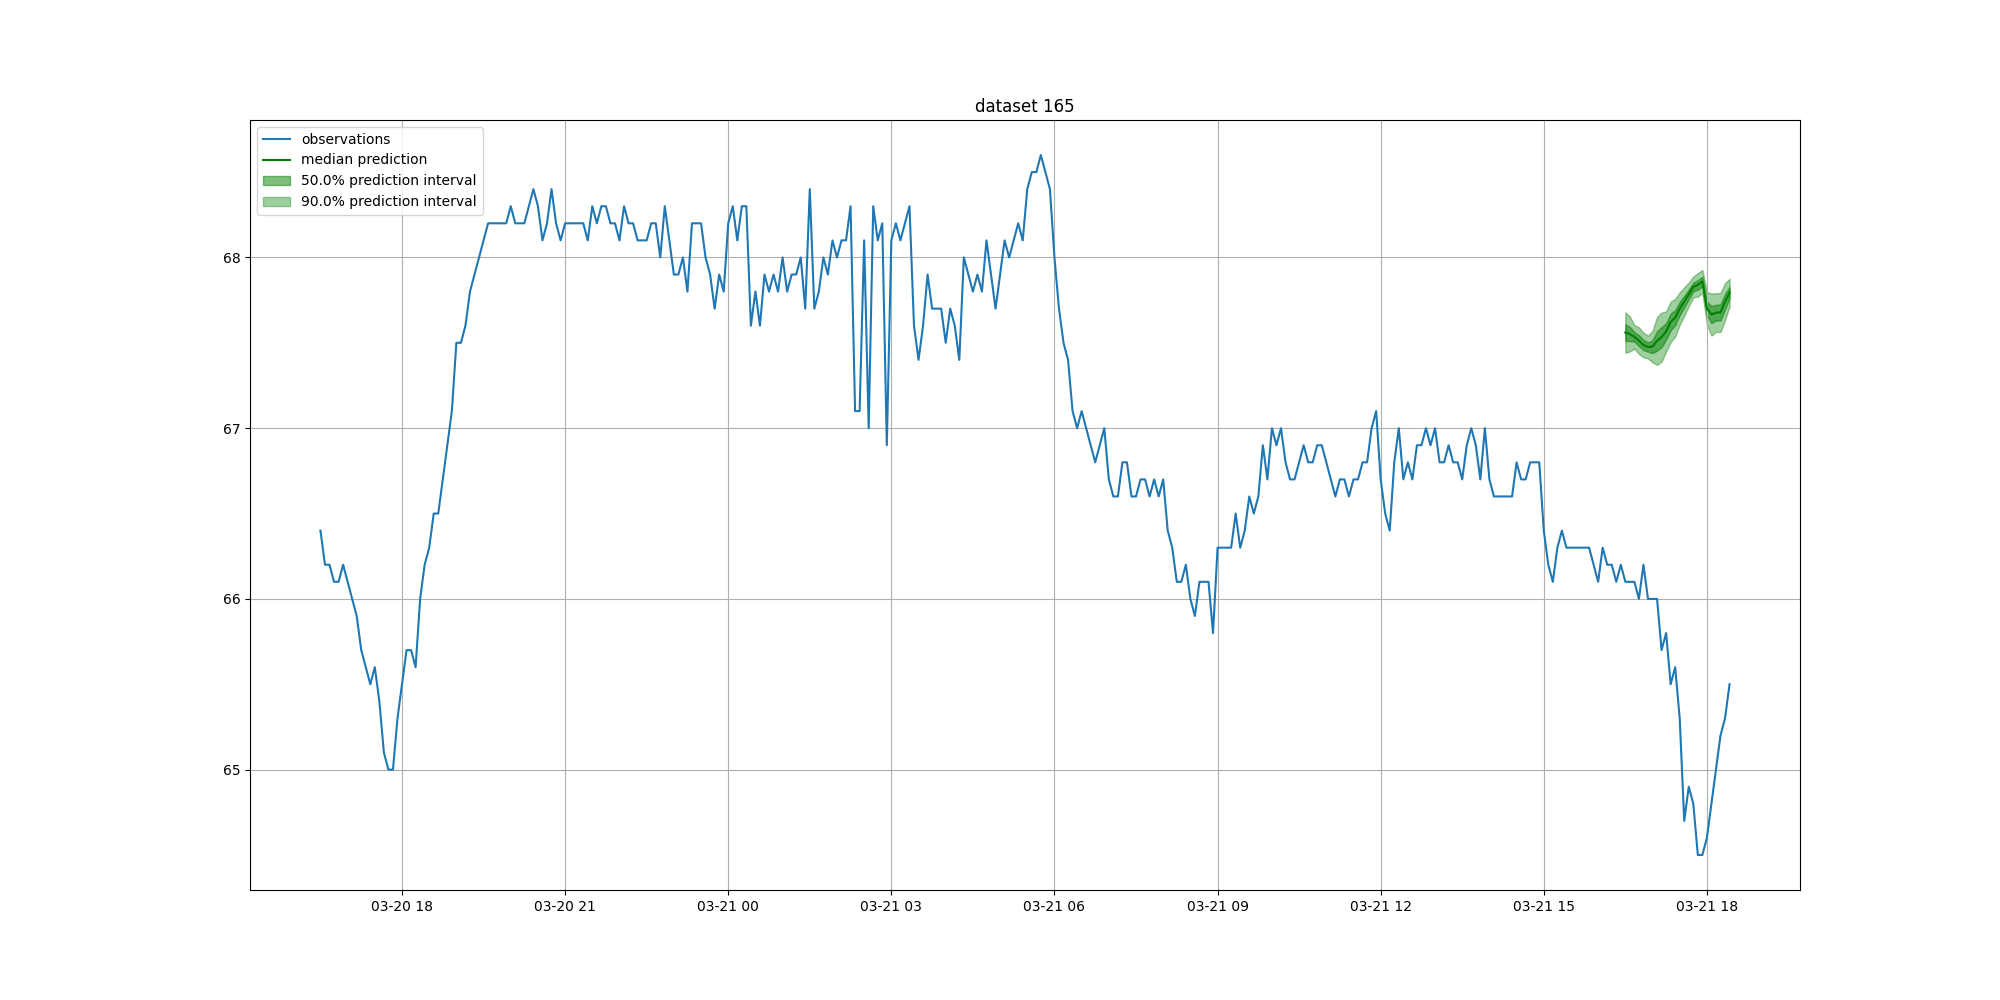 dataset 165
observations
median prediction
50.0% prediction interval
90.0% prediction interval
68
67
66
65
03-20 18
03-20 21
03-21 00
03-21 03
03-21 06
03-21 09
03-21 12
03-21 15
03-21 18